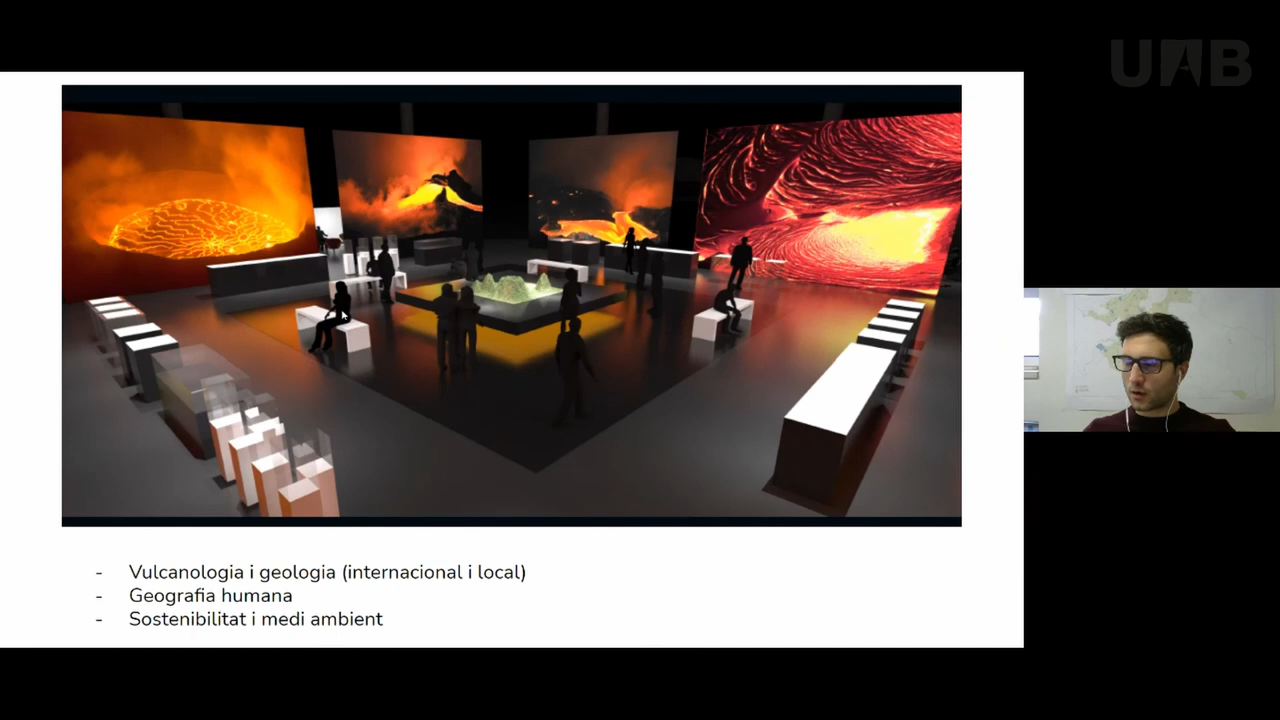 UAB
- Vulcanologia i geologia (internacional i local)
- Geografia humana
- Sostenibilitat i medi ambient